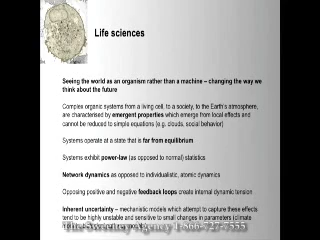 Life sciences
Seeing the world as an organism rather than a machine – changing the way we
think about the future
Complex organic systems from a living cell, to a society, to the Earth's atmosphere,
are characterised by emergent properties which emerge from local effects and
cannot be reduced to simple equations (e.g. clouds, social behavior)
Systems operate at a state that is far from equilibrium
Systems exhibit power-law (as opposed to normal) statistics
Network dynamics as opposed to individualistic, atomic dynamics
Opposing positive and negative feedback loops create internal dynamic tension
Inherent uncertainty – mechanistic models which attempt to capture these effects
tend to be highly unstable and sensitive to small changes in parameters (climate
The Sweeney Agency 1-866-727-7555